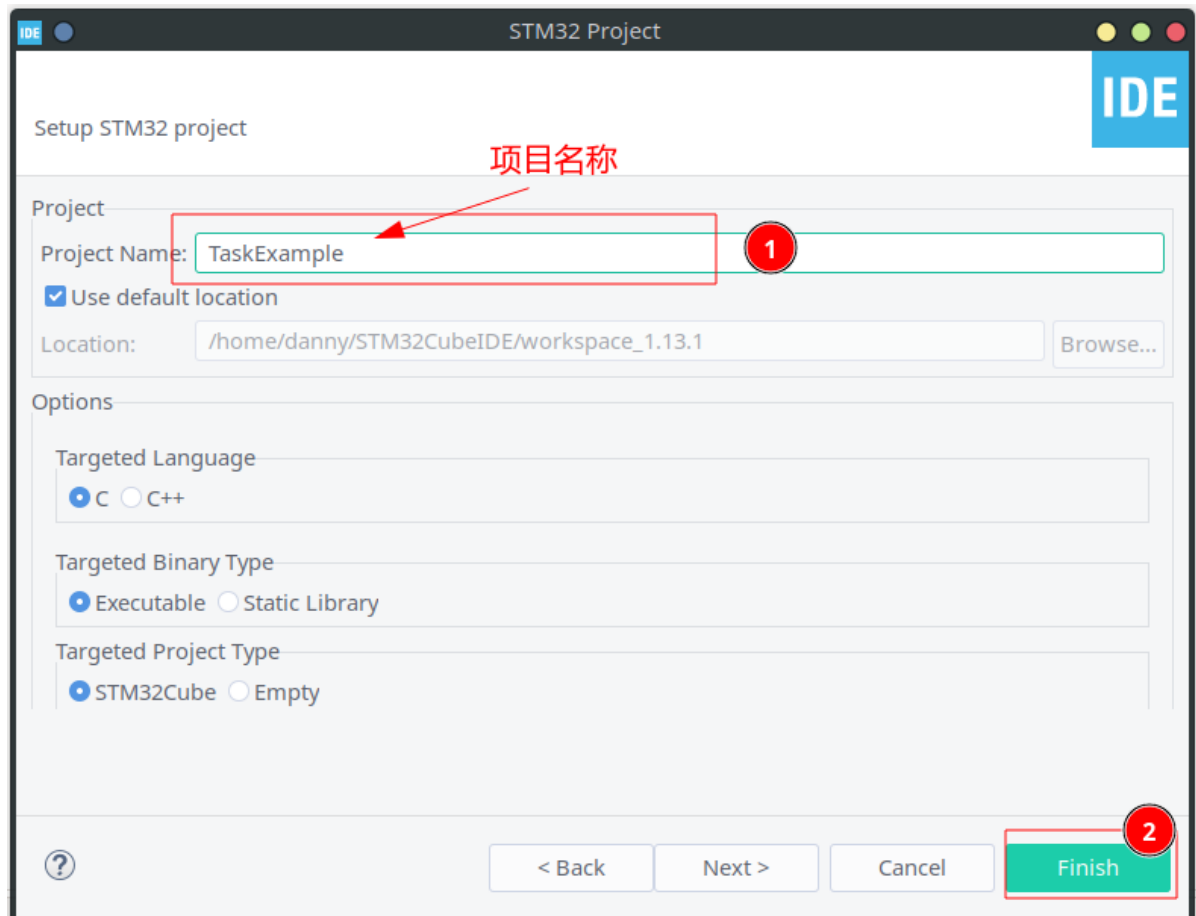 IDE
STM32 Project
IDE
Setup STM32 project
项目名称
Project
Project Name: TaskExample
1
Use default location
Location: /home/danny/STM32CubeIDE/workspace_1.13.1 Browse...
Options
Targeted Language
C C++
Targeted Binary Type
Executable Static Library
Targeted Project Type
STM32Cube Empty
2
? < Back Next > Cancel Finish